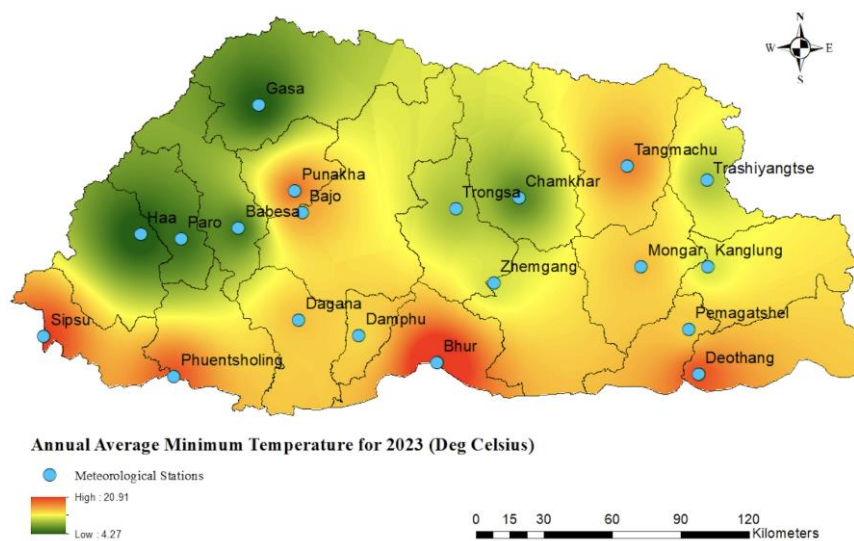 N
W E
S
Gasa
Punakha
Bajo
Tangmachu
Trashiyangtse
Trongsa
Chamkhar
Haa
Paro
Babesa
Mongar
Kanglung
Zhemgang
Sipsu
Dagana
Damphu
Pemagatshel
Phuentsholing
Bhur
Deothang
Annual Average Minimum Temperature for 2023 (Deg Celsius)
Meteorological Stations
High : 20.91
Low : 4.27
0 15 30 60 90 120
Kilometers